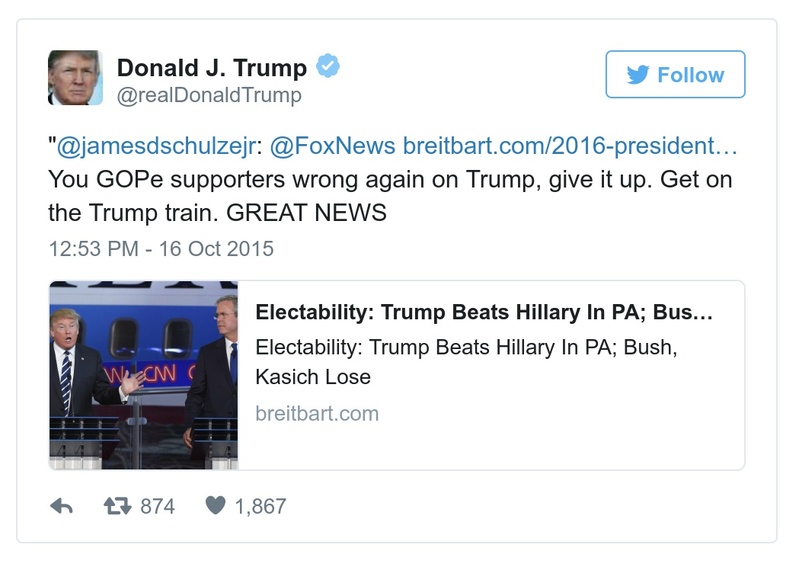 Donald J. Trump
@realDonaldTrump
Follow
"@jamesdschulzejr: @FoxNews breitbart.com/2016-president…
You GOPe supporters wrong again on Trump, give it up. Get on
the Trump train. GREAT NEWS
12:53 PM - 16 Oct 2015
CNN
Electability: Trump Beats Hillary In PA; Bus…
Electability: Trump Beats Hillary In PA; Bush,
Kasich Lose
breitbart.com
874
1,867